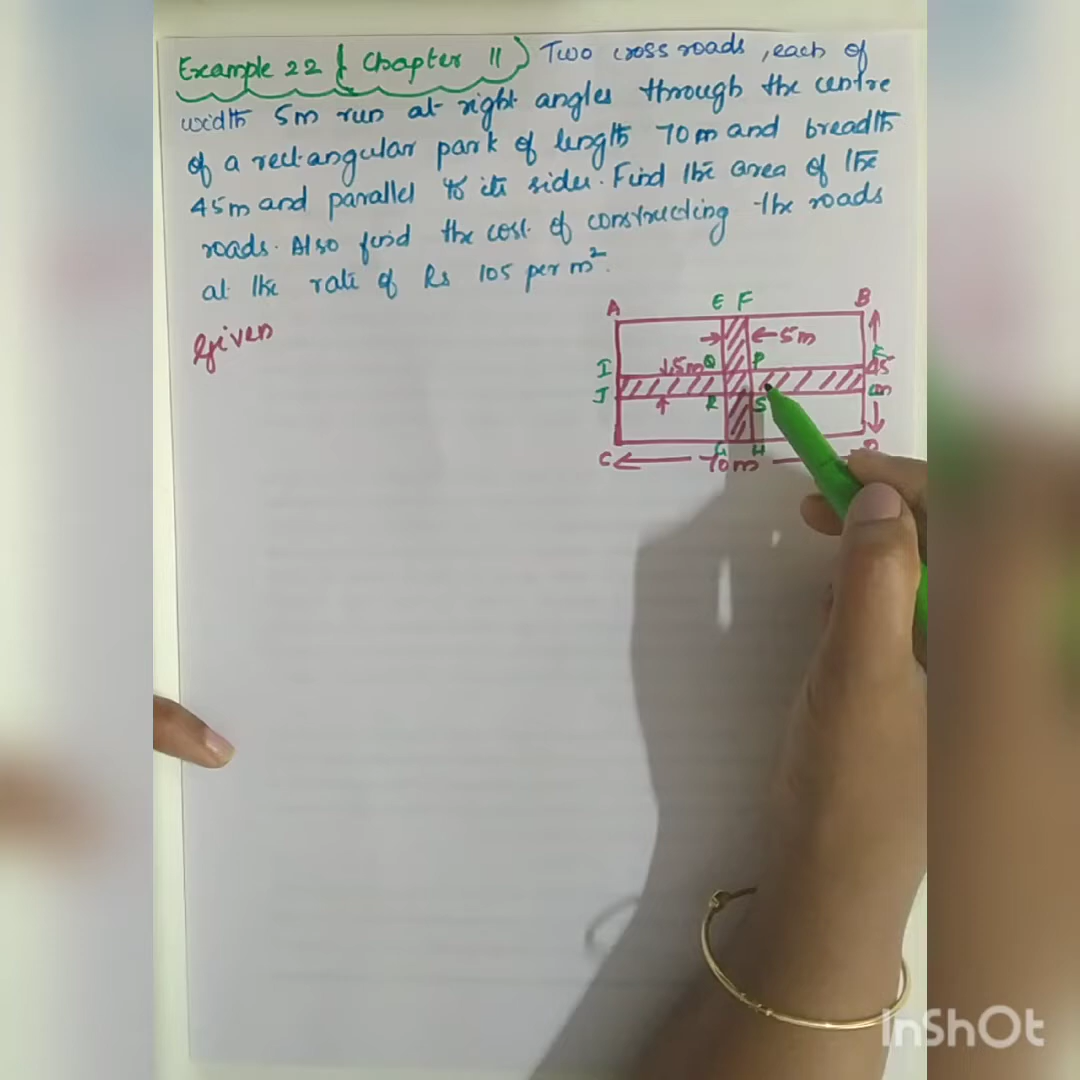 Example 22 { Chapter 11 } Two cross roads, each of
width 5m run at right angles through the centre
of a rectangular park of length 70m and breadth
45m and parallel to its sides. Find the area of the
roads. Also find the cost of constructing the roads
at the rate of Rs 105 per m².
Given
A E F B
5m
I 5m Q P K 45
J R S m
C G H D
70m
InShOt